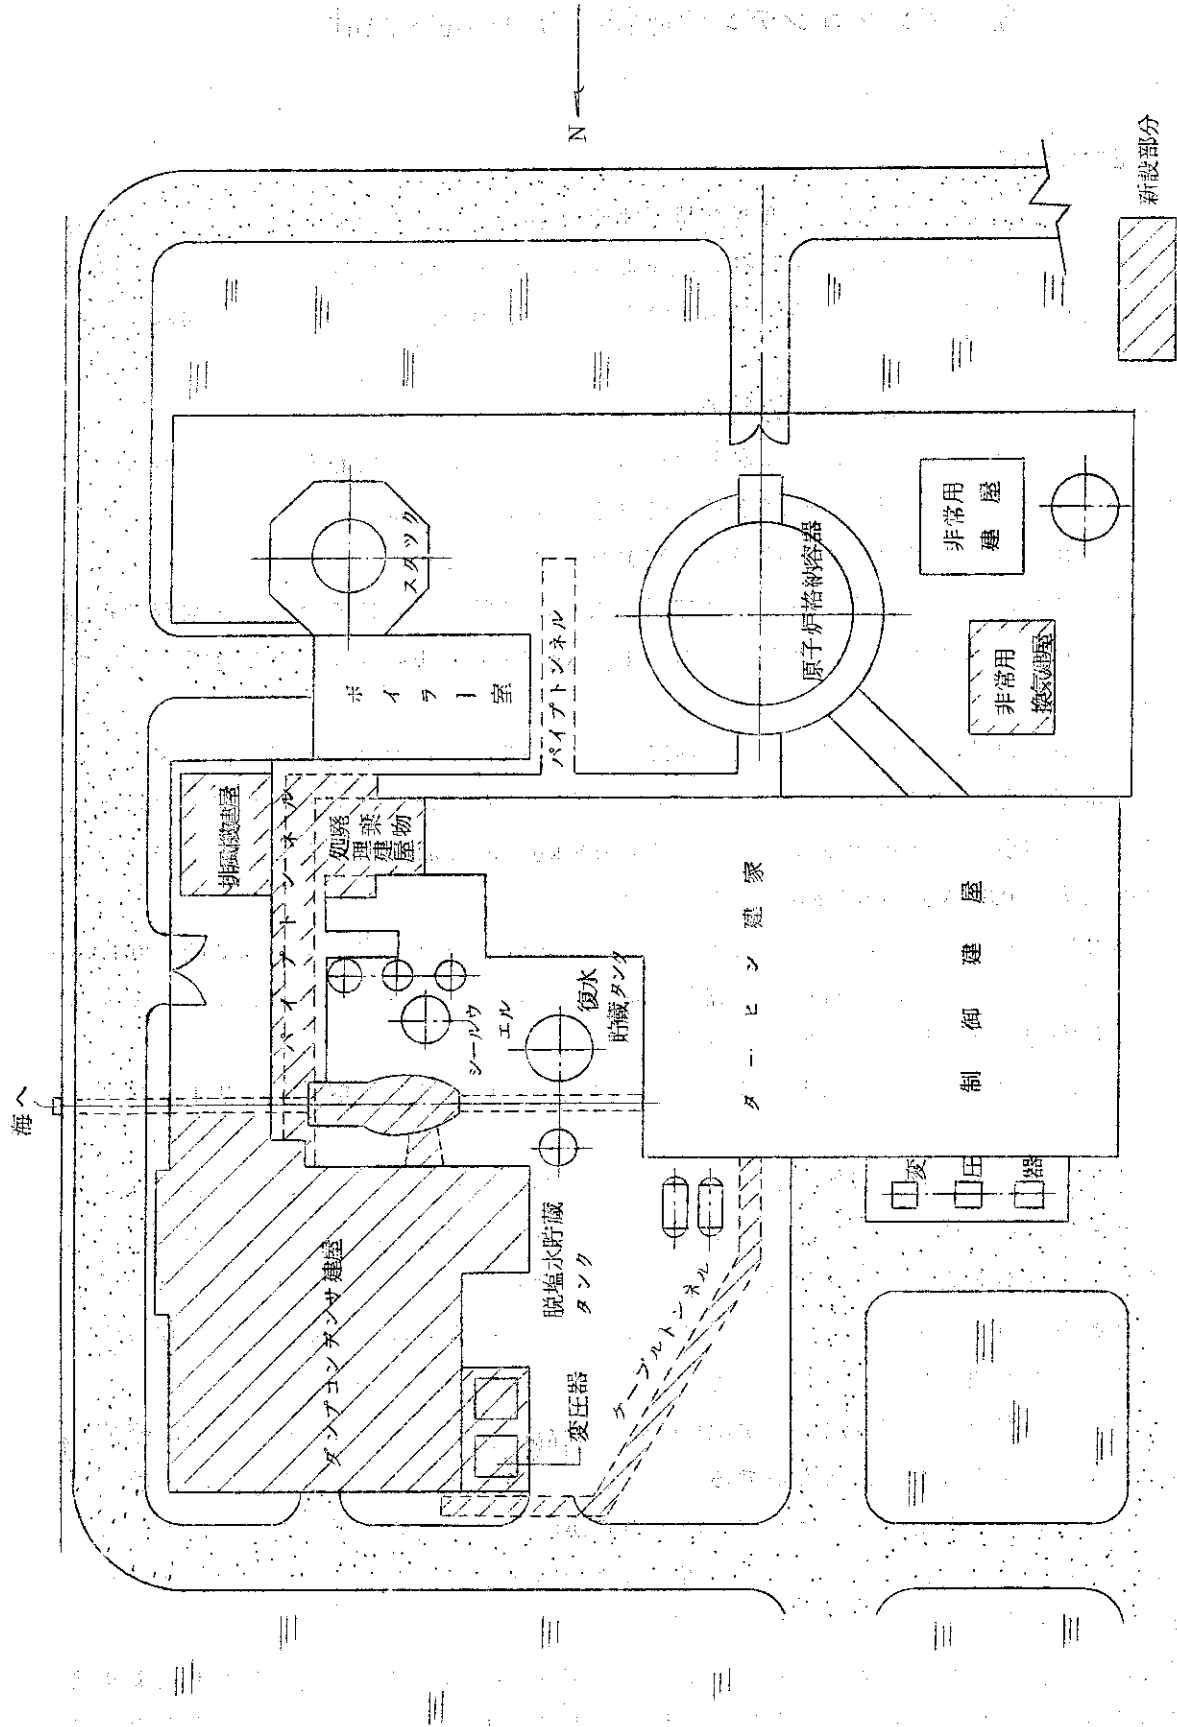 N
新設部分
スタック
ボイラー室
パイプトンネル
原子炉格納容器
非常用
建屋
非常用
換気建屋
排風機建屋
パイプトンネル
廃棄物
処理建屋
タービン建家
制御建屋
シールウ
エル
復水
貯蔵タンク
海へ
変圧器
脱塩水貯蔵
タンク
ダンプコンデンサ建屋
変圧器
ケーブルトンネル